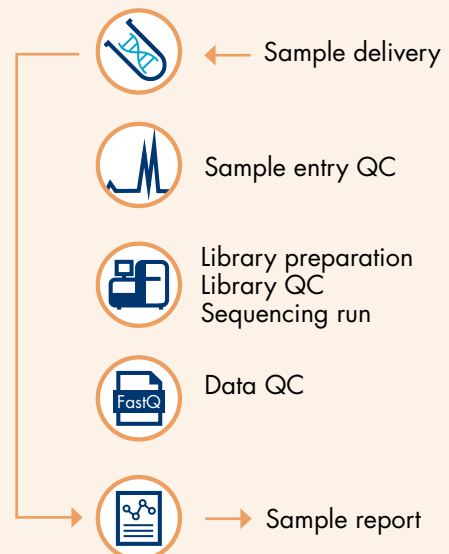 Sample delivery
Sample entry QC
Library preparation
Library QC
Sequencing run
FastQ
Data QC
Sample report